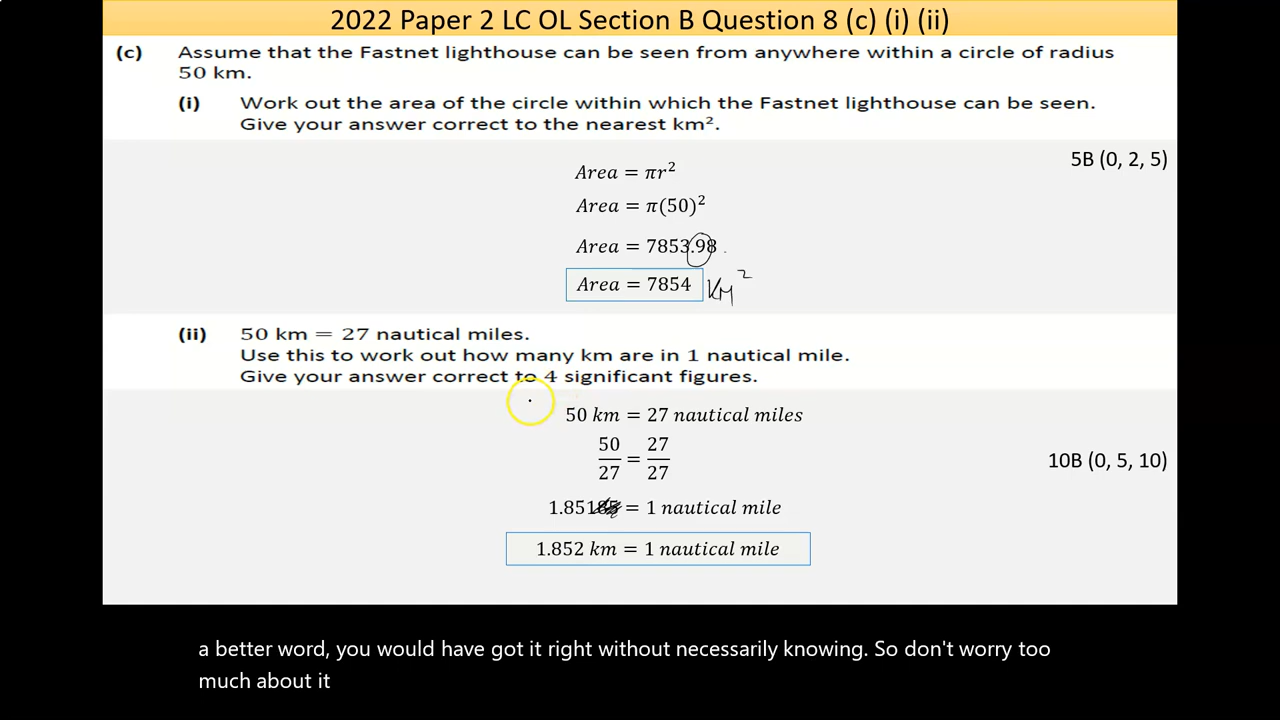 2022 Paper 2 LC OL Section B Question 8 (c) (i) (ii)
(c) Assume that the Fastnet lighthouse can be seen from anywhere within a circle of radius
50 km.
(i) Work out the area of the circle within which the Fastnet lighthouse can be seen.
Give your answer correct to the nearest km².
5B (0, 2, 5)
Area = πr²
Area = π(50)²
Area = 7853.98
Area = 7854 KM²
(ii) 50 km = 27 nautical miles.
Use this to work out how many km are in 1 nautical mile.
Give your answer correct to 4 significant figures.
50 km = 27 nautical miles
50/27 = 27/27
10B (0, 5, 10)
1.85185 = 1 nautical mile
1.852 km = 1 nautical mile
a better word, you would have got it right without necessarily knowing. So don't worry too
much about it